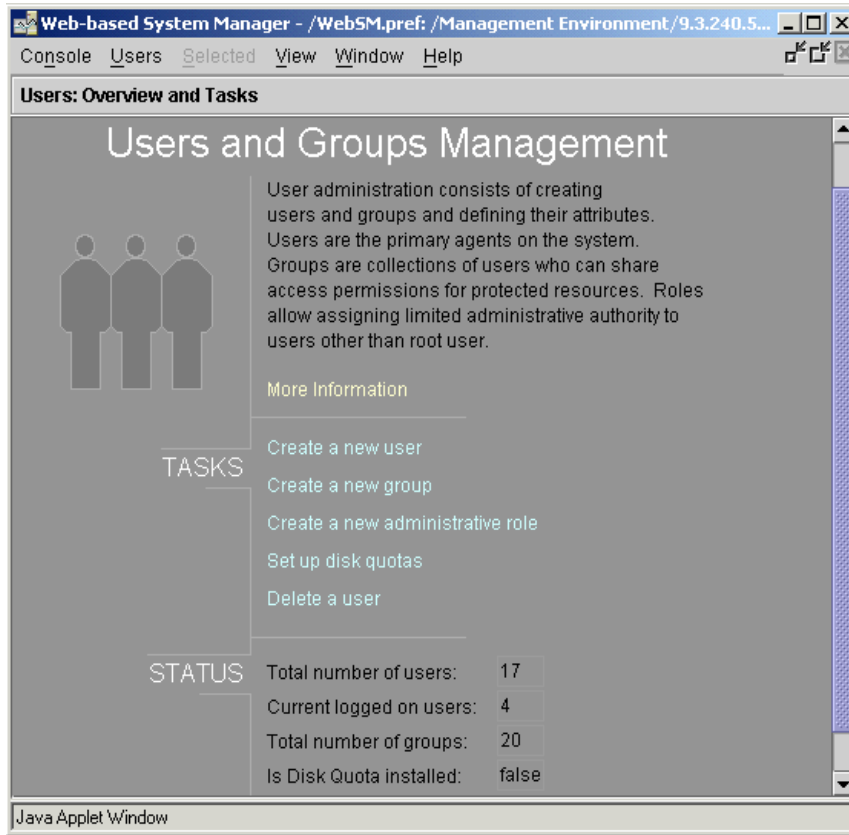 Web-based System Manager - /WebSM.pref: /Management Environment/9.3.240.5...
Console Users Selected View Window Help
Users: Overview and Tasks
Users and Groups Management
User administration consists of creating
users and groups and defining their attributes.
Users are the primary agents on the system.
Groups are collections of users who can share
access permissions for protected resources. Roles
allow assigning limited administrative authority to
users other than root user.
More Information
TASKS
Create a new user
Create a new group
Create a new administrative role
Set up disk quotas
Delete a user
STATUS
Total number of users: 17
Current logged on users: 4
Total number of groups: 20
Is Disk Quota installed: false
Java Applet Window